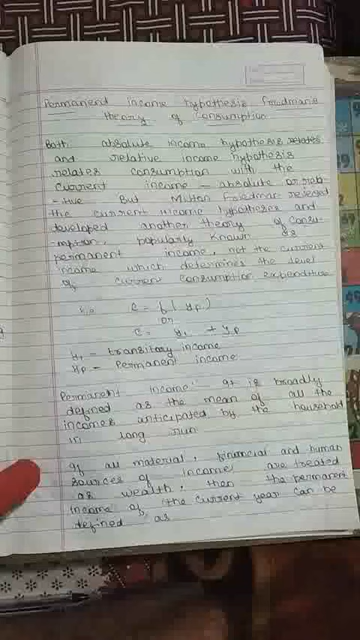 Permanent income hypothesis Friedman's
theory of Consumption
Both absolute income hypothesis relates
and relative income hypothesis
relates consumption with the
current income - absolute or rela
-tive But Milton Friedman rejected
the current income hypotheses and
developed another theory of Consu-
mption, popularly known as
permanent income, not the current
income which determines the level
of current consumption expenditure
C = f ( yp )
or
C = y1 + yp
- transitory income
- Permanent income
Permanent income: It is broadly
defined as the mean of all the
incomes anticipated by the household
in long run
If all material, financial and human
sources of income are treated
as wealth, then the permanent
income of the current year can be
defined as